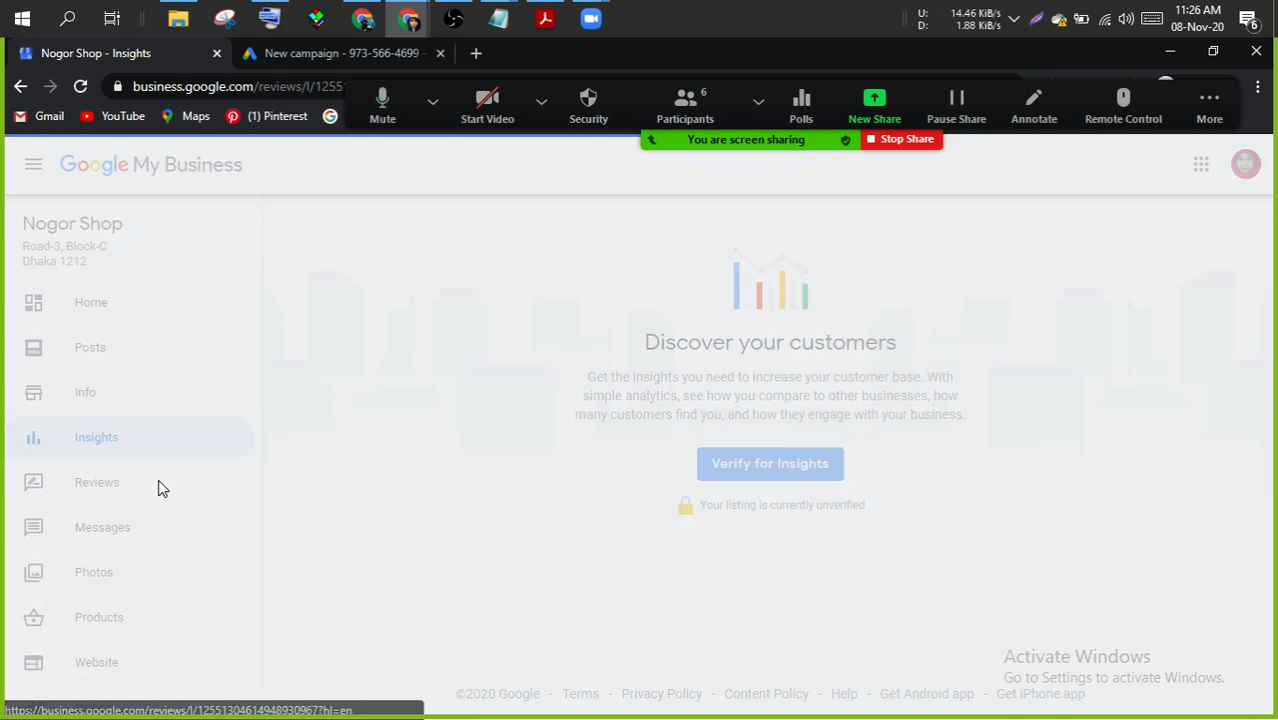 U: 14.46 KiB/s
D: 1.88 KiB/s
11:26 AM
08-Nov-20
6
Nogor Shop - Insights
New campaign - 973-566-4699 -
business.google.com/reviews/l/1255
Gmail
YouTube
Maps
(1) Pinterest
Mute
Start Video
Security
Participants
6
Polls
New Share
Pause Share
Annotate
Remote Control
More
You are screen sharing
Stop Share
Google My Business
Nogor Shop
Road-3, Block-C
Dhaka 1212
Home
Posts
Info
Insights
Reviews
Messages
Photos
Products
Website
Discover your customers
Get the insights you need to increase your customer base. With
simple analytics, see how you compare to other businesses, how
many customers find you, and how they engage with your business.
Verify for Insights
Your listing is currently unverified
Activate Windows
Go to Settings to activate Windows.
©2020 Google - Terms - Privacy Policy - Content Policy - Help - Get Android app - Get iPhone app
https://business.google.com/reviews/l/12551304614948930967?hl=en